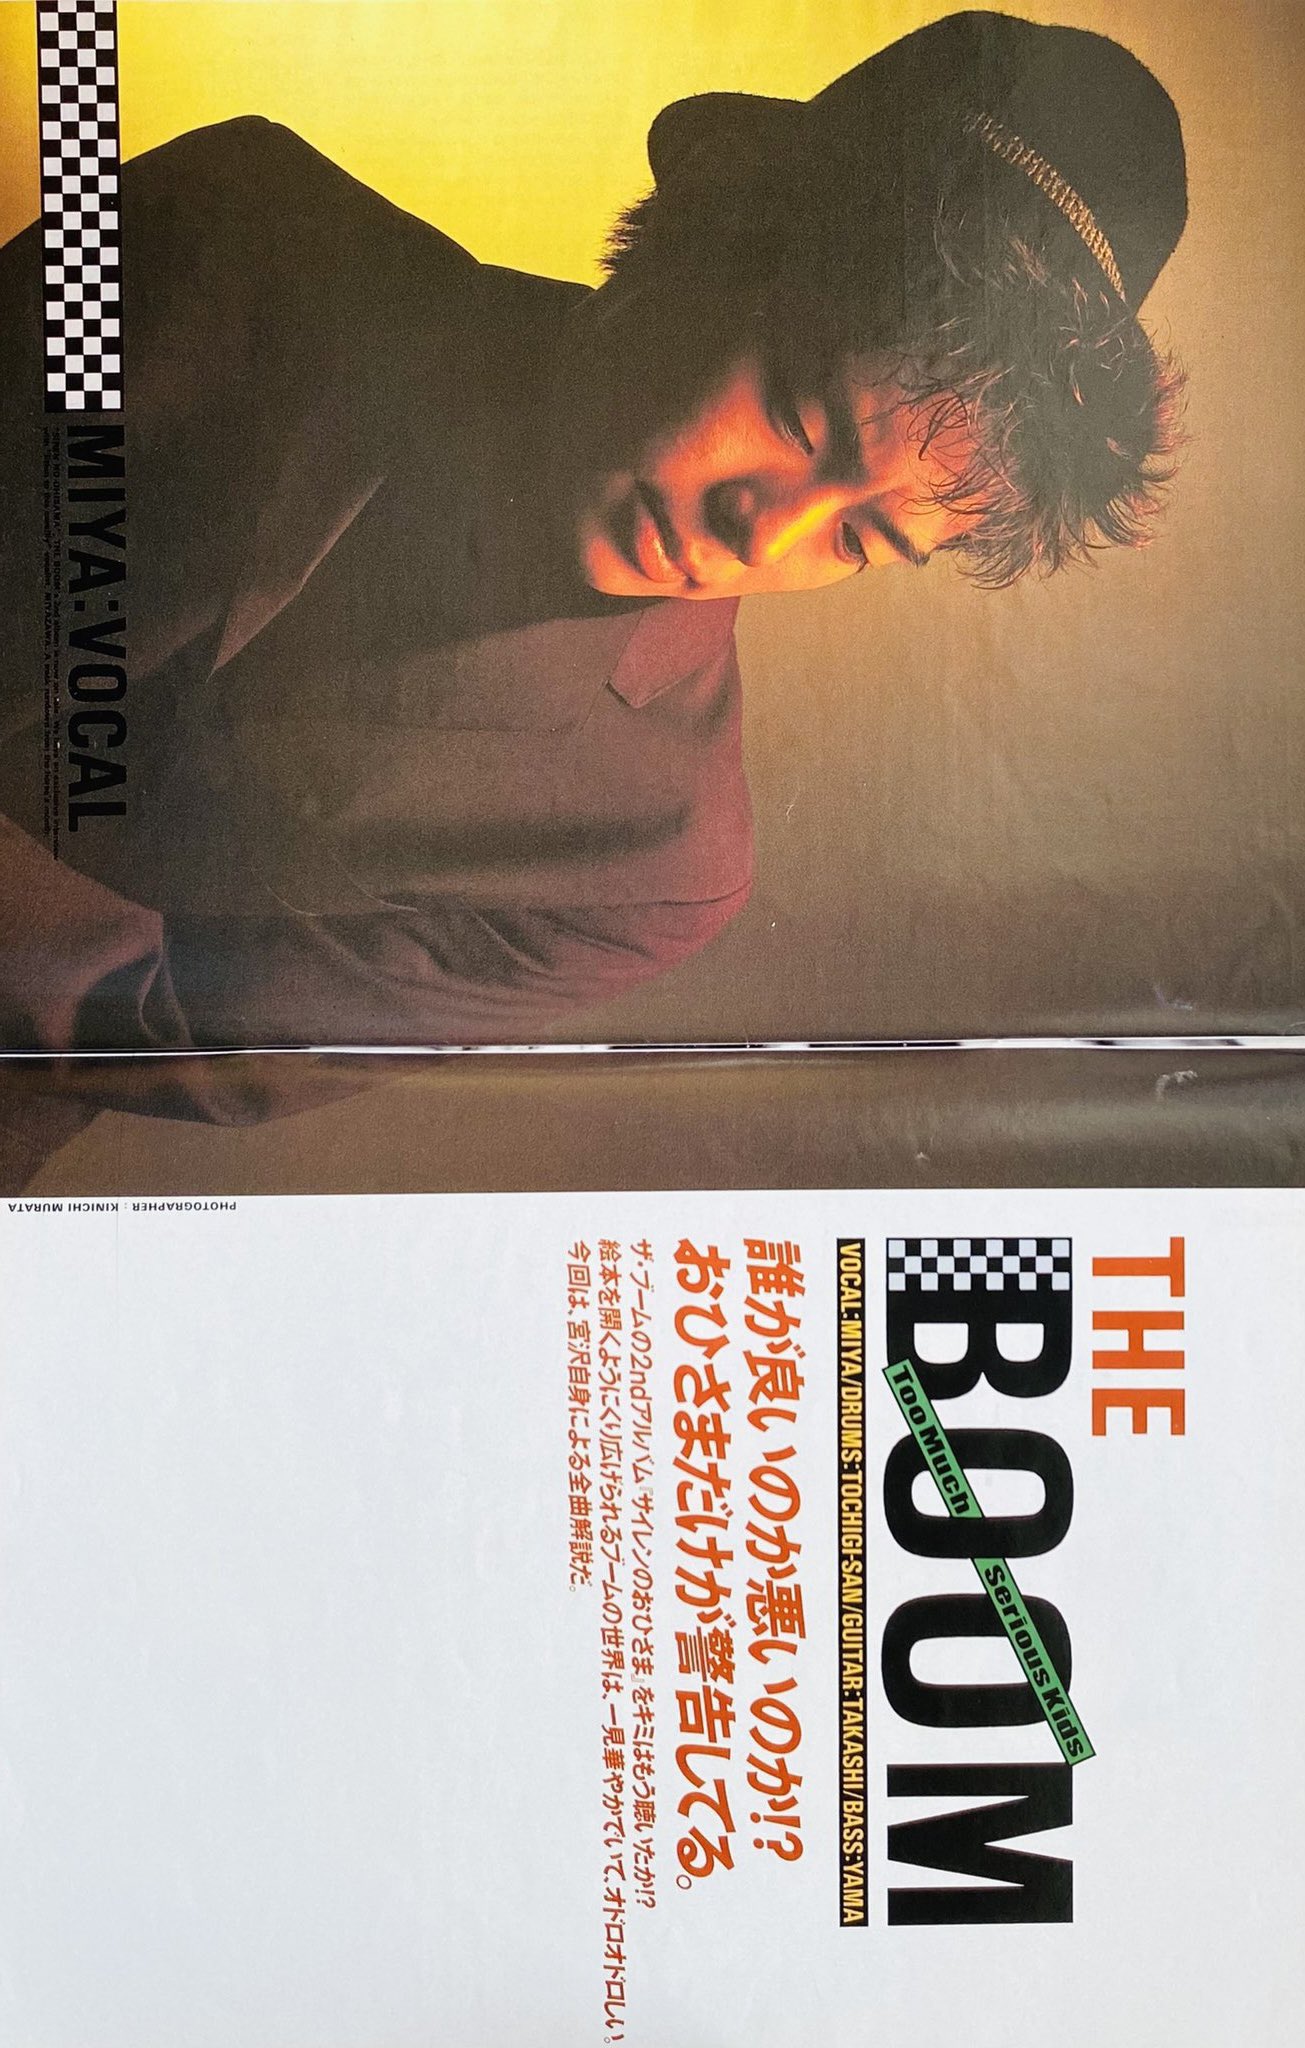 MIYA:VOCAL
THE
BOOM
Too Much Serious Kids
VOCAL:MIYA/DRUMS:TOCHIGI-SAN/GUITAR:TAKASHI/BASS:YAMA
誰が良いのか悪いのか!?
おひさまだけが警告してる。
ザ・ブームの2ndアルバム『サイレンのおひさま』をキミはもう聴いたか!?
絵本を開くようにくり広げられるブームの世界は、一見華やかでいて、オドロオドロしい。
今回は、宮沢自身による全曲解説だ。
PHOTOGRAPHER : KINICHI MURATA